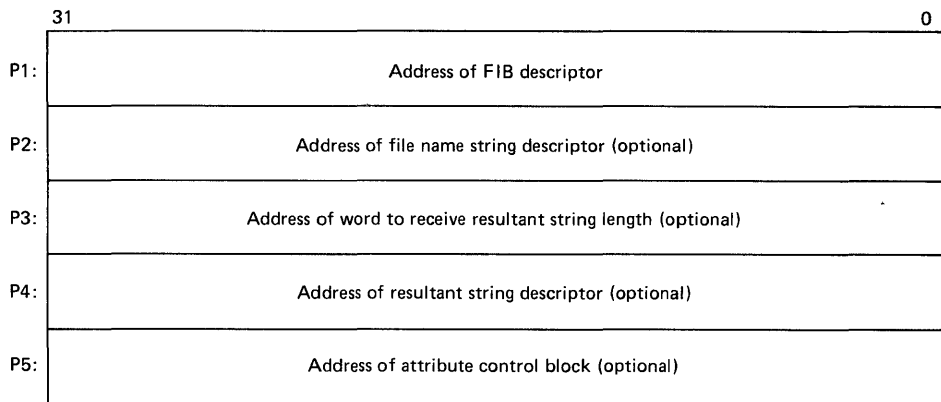 31 0
P1: Address of FIB descriptor
P2: Address of file name string descriptor (optional)
P3: Address of word to receive resultant string length (optional)
P4: Address of resultant string descriptor (optional)
P5: Address of attribute control block (optional)